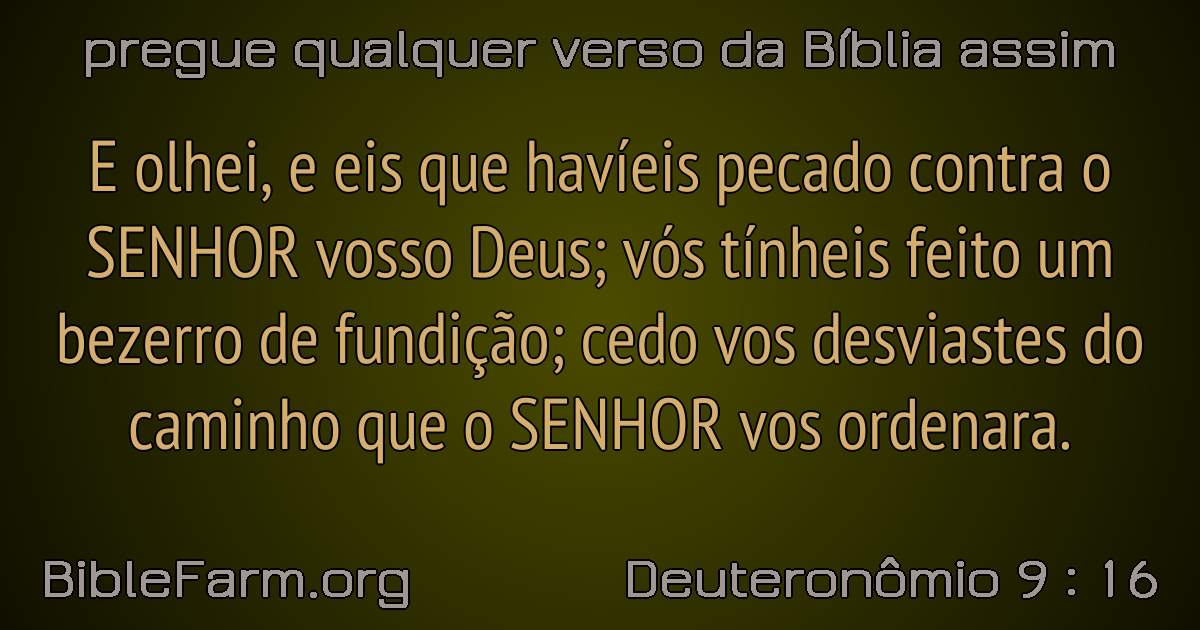 pregue qualquer verso da Bíblia assim
E olhei, e eis que havíeis pecado contra o
SENHOR vosso Deus; vós tínheis feito um
bezerro de fundição; cedo vos desviastes do
caminho que o SENHOR vos ordenara.
BibleFarm.org
Deuteronômio 9 : 16